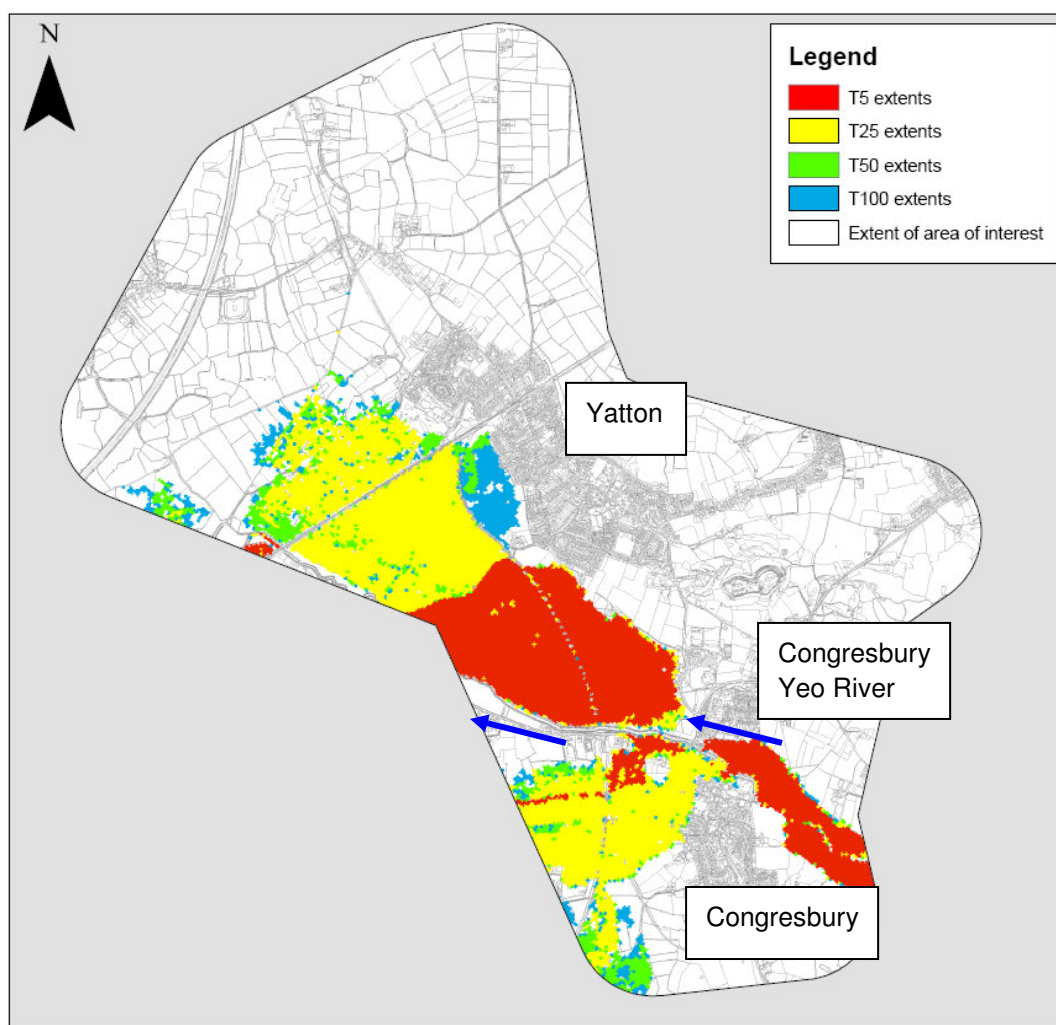 N
Legend
T5 extents
T25 extents
T50 extents
T100 extents
Extent of area of interest
Yatton
Congresbury
Yeo River
Congresbury